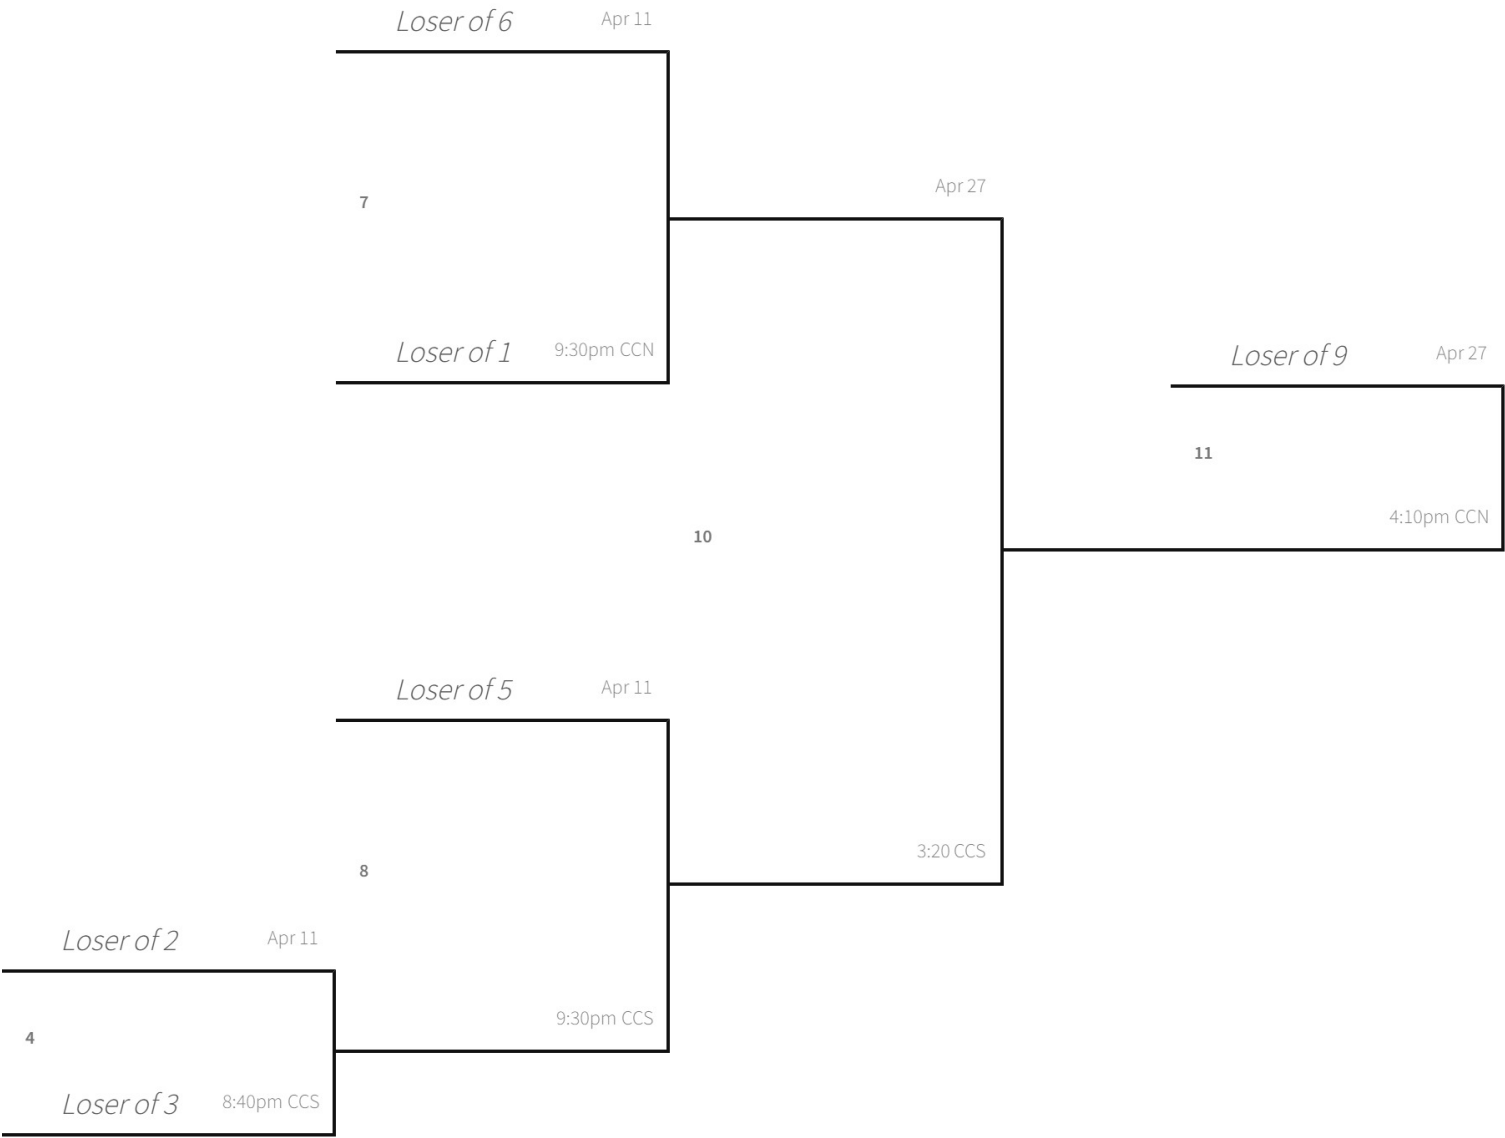 Loser of 6 Apr 11
7
Apr 27
Loser of 1 9:30pm CCN
Loser of 9 Apr 27
11
4:10pm CCN
10
Loser of 5 Apr 11
3:20 CCS
8
Loser of 2 Apr 11
9:30pm CCS
4
Loser of 3 8:40pm CCS